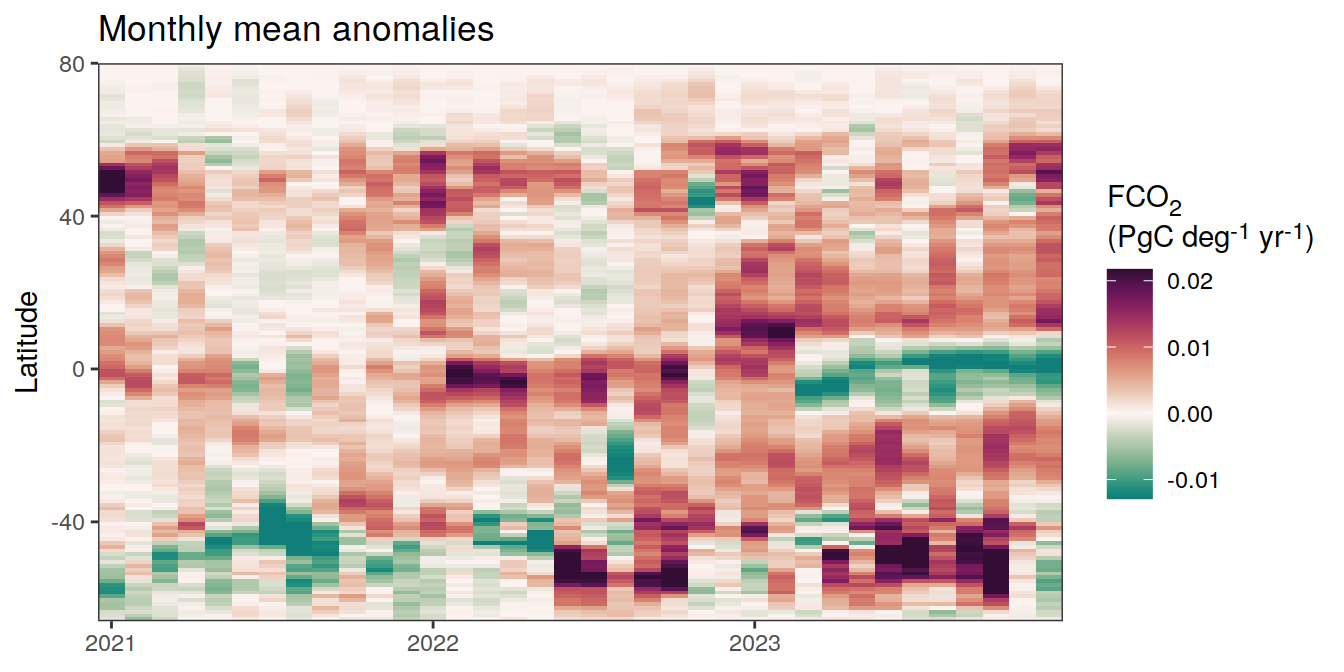 Monthly mean anomalies
80
40
0
-40
Latitude
2021
2022
2023
FCO₂
(PgC deg⁻¹ yr⁻¹)
0.02
0.01
0.00
-0.01